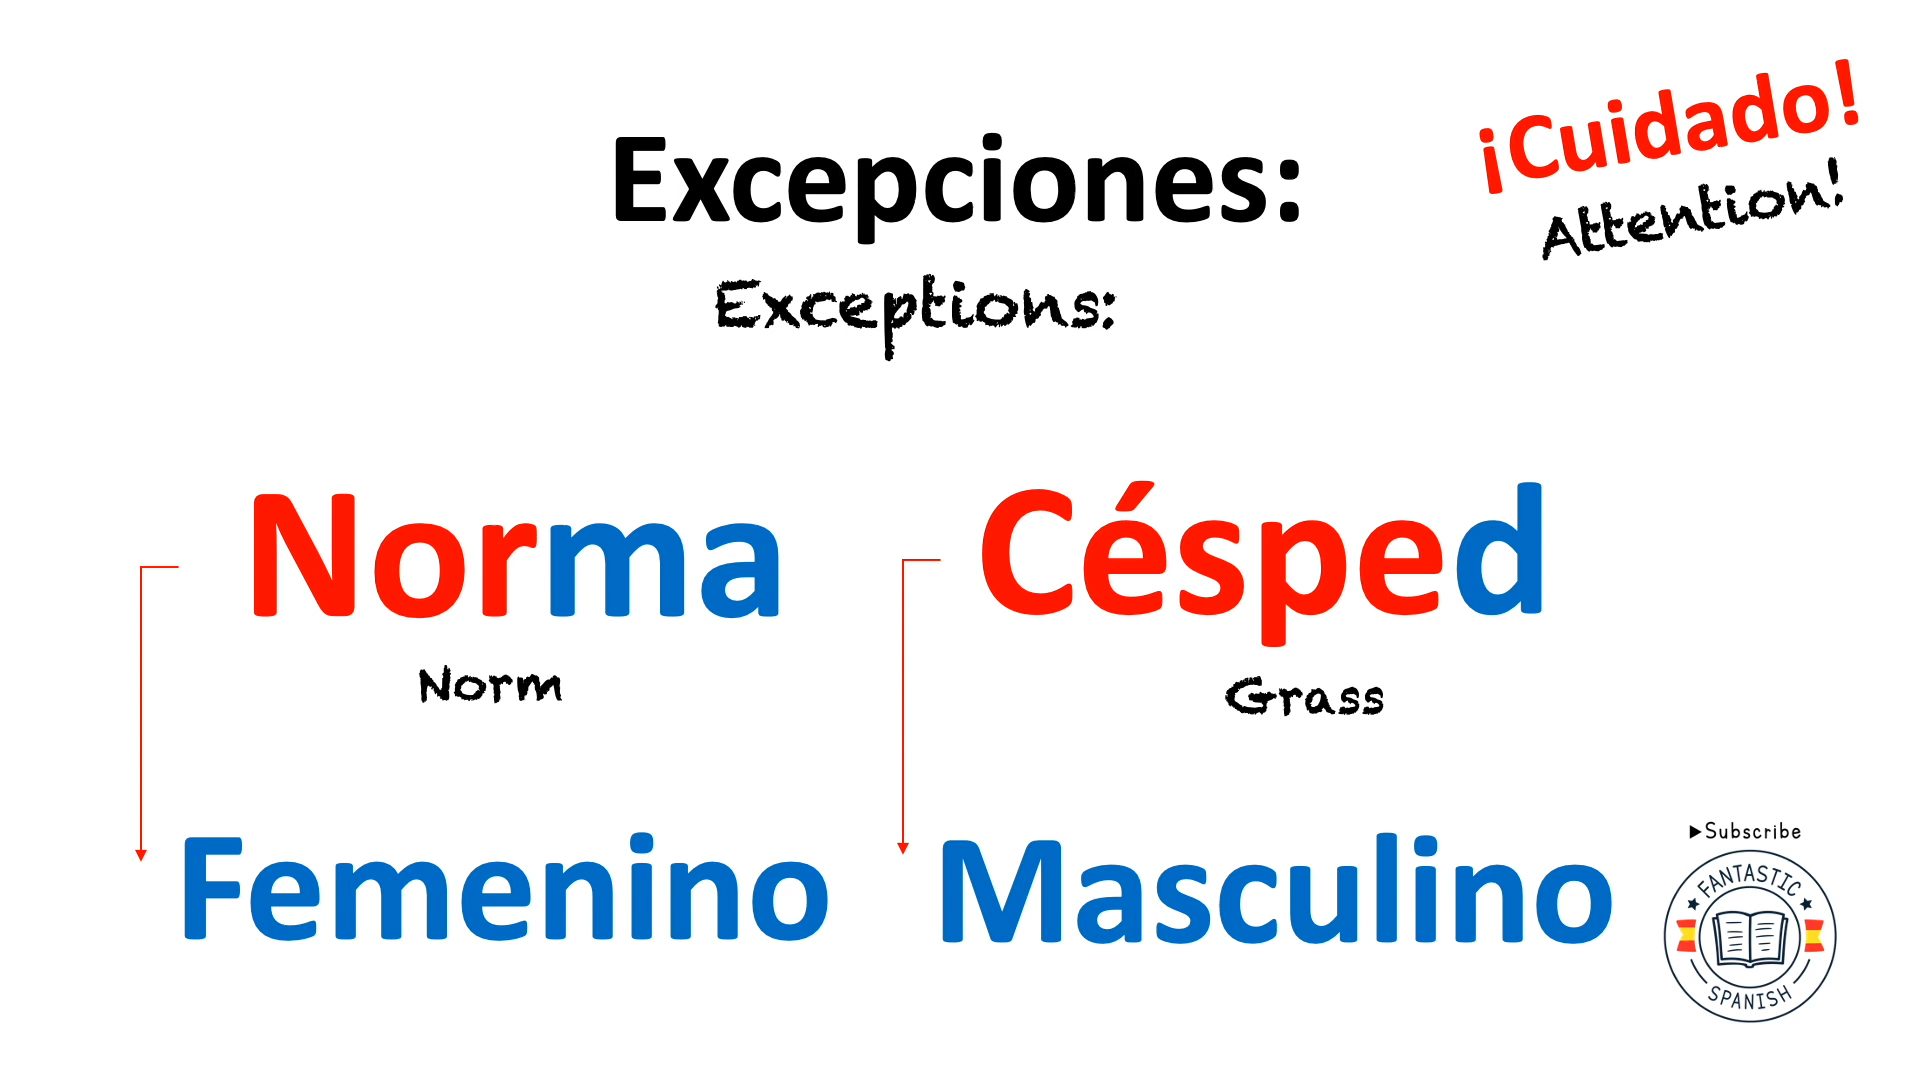 ¡Cuidado!
Attention!
Excepciones:
Exceptions:
Norma
Césped
Norm
Grass
Femenino
Masculino
▶Subscribe
FANTASTIC
SPANISH